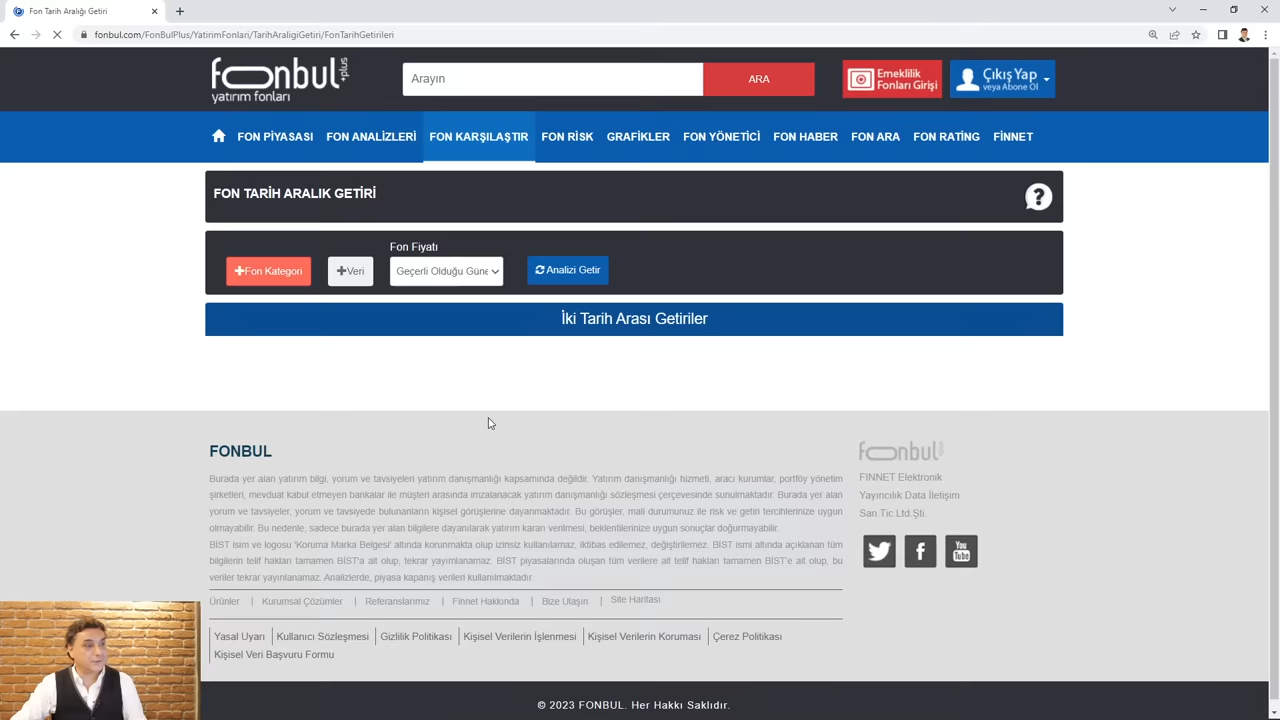 Fon Tarih Aralığı Getiri
fonbul.com/FonBulPlus/YatirimFonlari/TarihAraligiGetiri/FonTarihGetirileri
fonbul +plus
yatırım fonları
Arayın
ARA
Emeklilik
Fonları Girişi
Çıkış Yap
veya Abone Ol
FON PİYASASI FON ANALİZLERİ FON KARŞILAŞTIR FON RİSK GRAFİKLER FON YÖNETİCİ FON HABER FON ARA FON RATİNG FİNNET
FON TARİH ARALIK GETİRİ
Fon Fiyatı
+Fon Kategori
+Veri
Geçerli Olduğu Güne
Analizi Getir
İki Tarih Arası Getiriler
FONBUL
Burada yer alan yatırım bilgi, yorum ve tavsiyeleri yatırım danışmanlığı kapsamında değildir. Yatırım danışmanlığı hizmeti, aracı kurumlar, portföy yönetim
şirketleri, mevduat kabul etmeyen bankalar ile müşteri arasında imzalanacak yatırım danışmanlığı sözleşmesi çerçevesinde sunulmaktadır. Burada yer alan
yorum ve tavsiyeler, yorum ve tavsiyede bulunanların kişisel görüşlerine dayanmaktadır. Bu görüşler, mali durumunuz ile risk ve getiri tercihlerinize uygun
olmayabilir. Bu nedenle, sadece burada yer alan bilgilere dayanılarak yatırım kararı verilmesi, beklentilerinize uygun sonuçlar doğurmayabilir.
BİST isim ve logosu 'Koruma Marka Belgesi' altında korunmakta olup izinsiz kullanılamaz, iktibas edilemez, değiştirilemez. BİST ismi altında açıklanan tüm
bilgilerin telif hakları tamamen BİST'a ait olup, tekrar yayımlanamaz. BİST piyasalarında oluşan tüm verilere ait telif hakları tamamen BİST'e ait olup, bu
veriler tekrar yayınlanamaz. Analizlerde, piyasa kapanış verileri kullanılmaktadır.
Ürünler | Kurumsal Çözümler | Referanslarımız | Finnet Hakkında | Bize Ulaşın | Site Haritası
Yasal Uyarı | Kullanıcı Sözleşmesi | Gizlilik Politikası | Kişisel Verilerin İşlenmesi | Kişisel Verilerin Koruması | Çerez Politikası
Kişisel Veri Başvuru Formu
fonbul
FINNET Elektronik
Yayıncılık Data İletişim
San.Tic.Ltd.Şti.
You
Tube
© 2023 FONBUL. Her Hakkı Saklıdır.